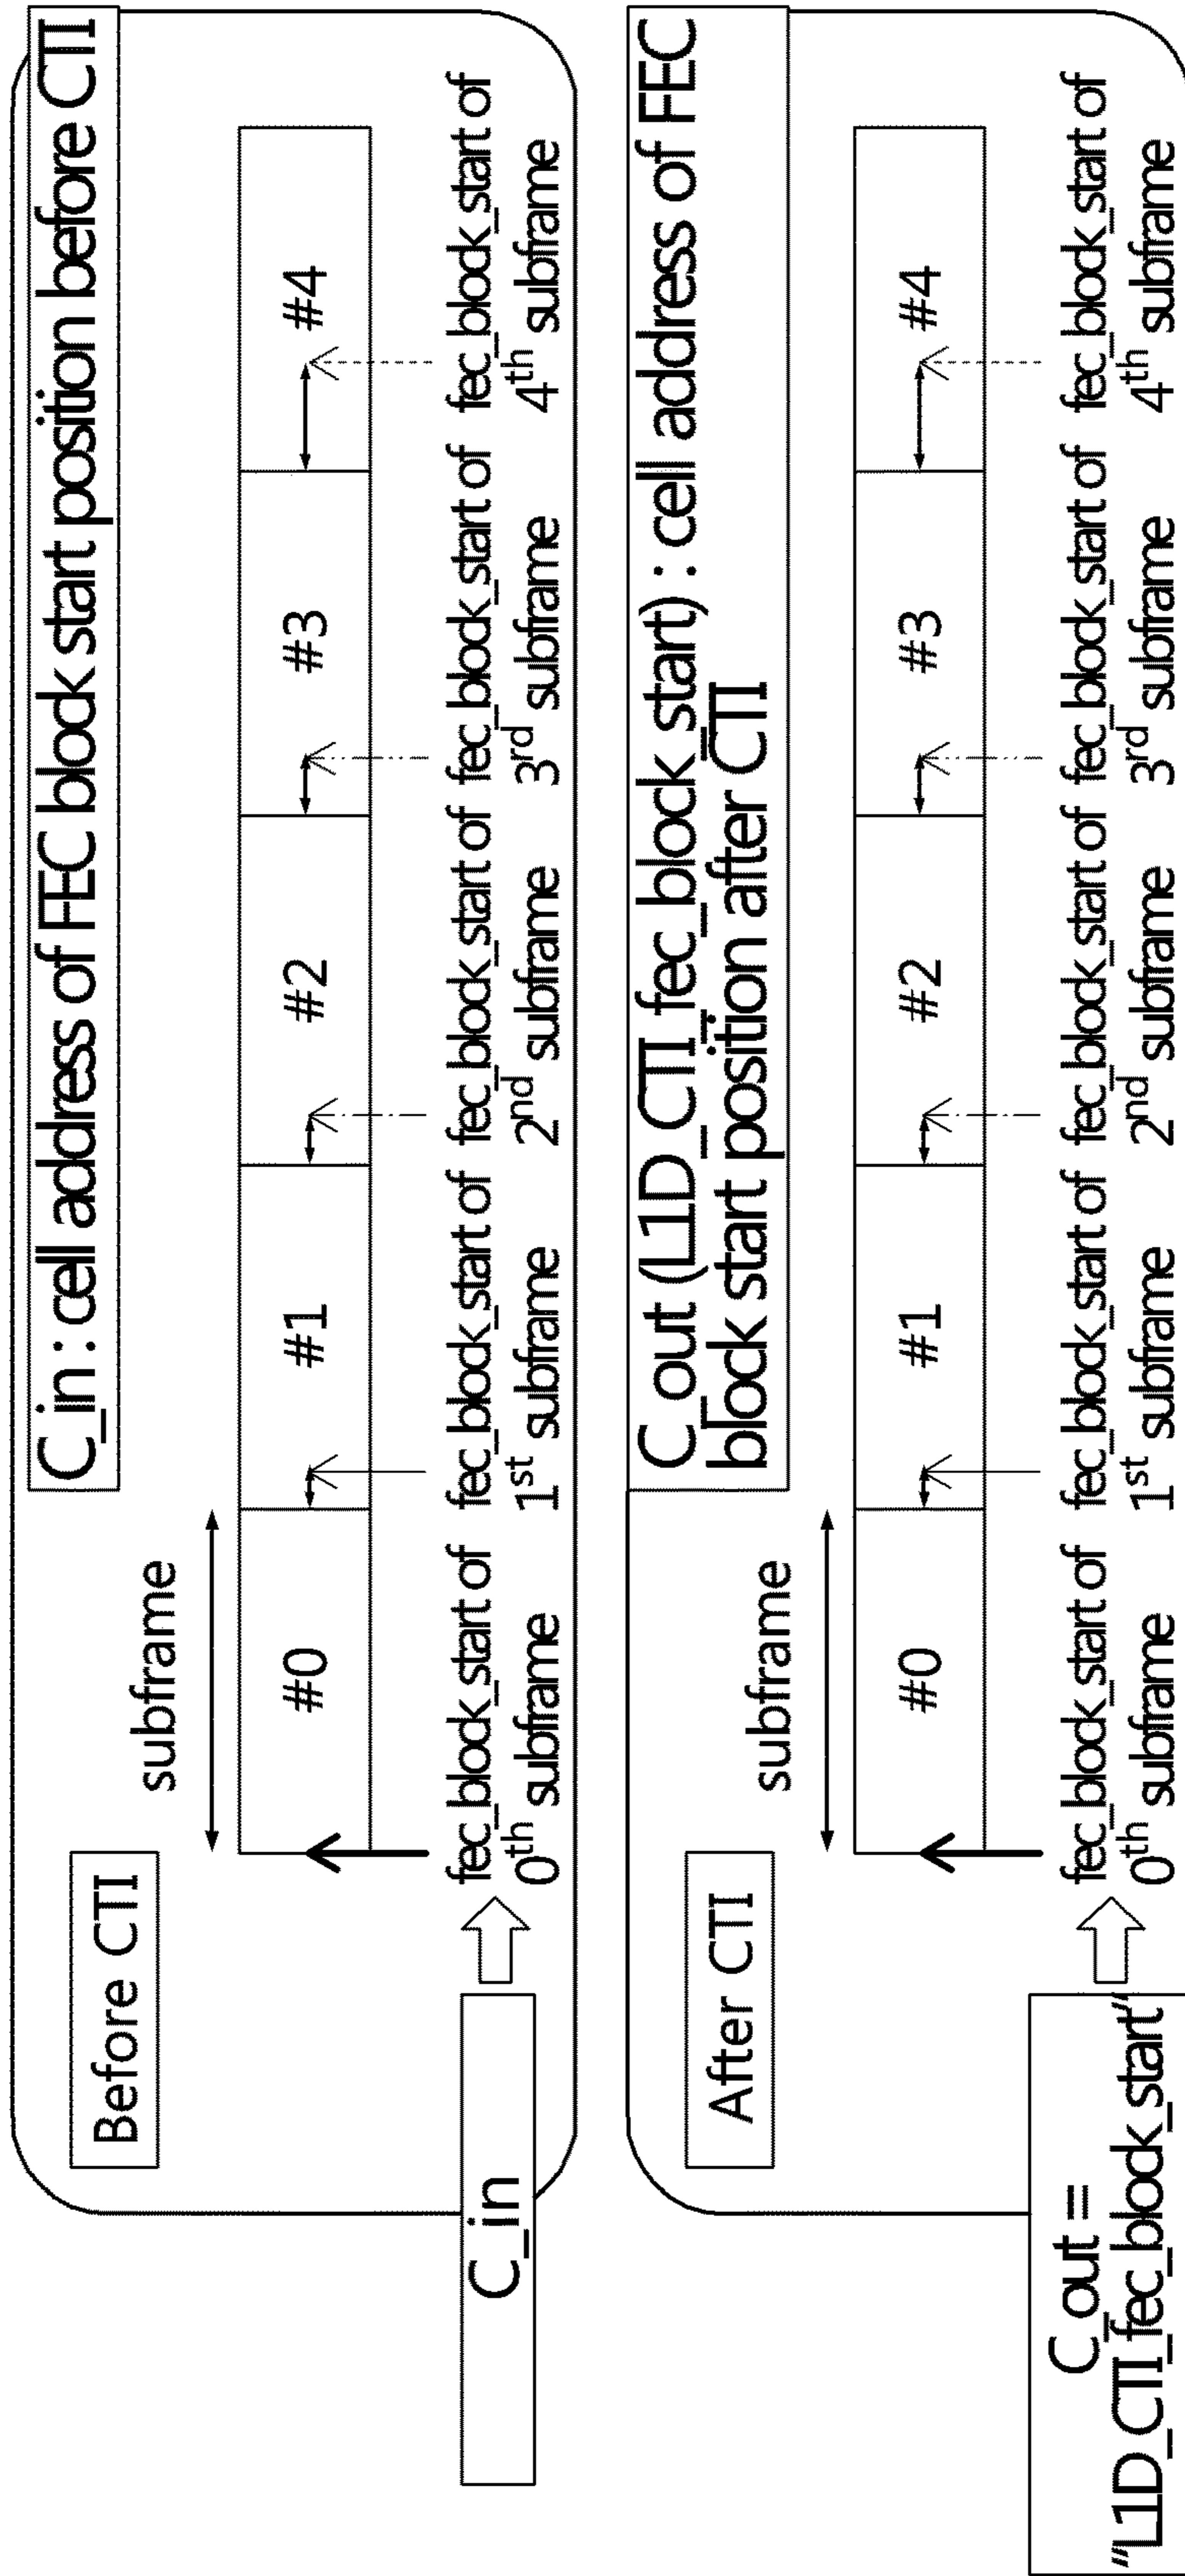 C_in : cell address of FEC block start position before CTI
Before CTI
subframe
#0
#1
#2
#3
#4
fec_block_start of
0th subframe
fec_block_start of
1st subframe
fec_block_start of
2nd subframe
fec_block_start of
3rd subframe
fec_block_start of
4th subframe
C_in
C_out (L1D_CTI_fec_block_start) : cell address of FEC
block start position after CTI
After CTI
subframe
#0
#1
#2
#3
#4
fec_block_start of
0th subframe
fec_block_start of
1st subframe
fec_block_start of
2nd subframe
fec_block_start of
3rd subframe
fec_block_start of
4th subframe
C_out =
"L1D_CTI_fec_block_start"